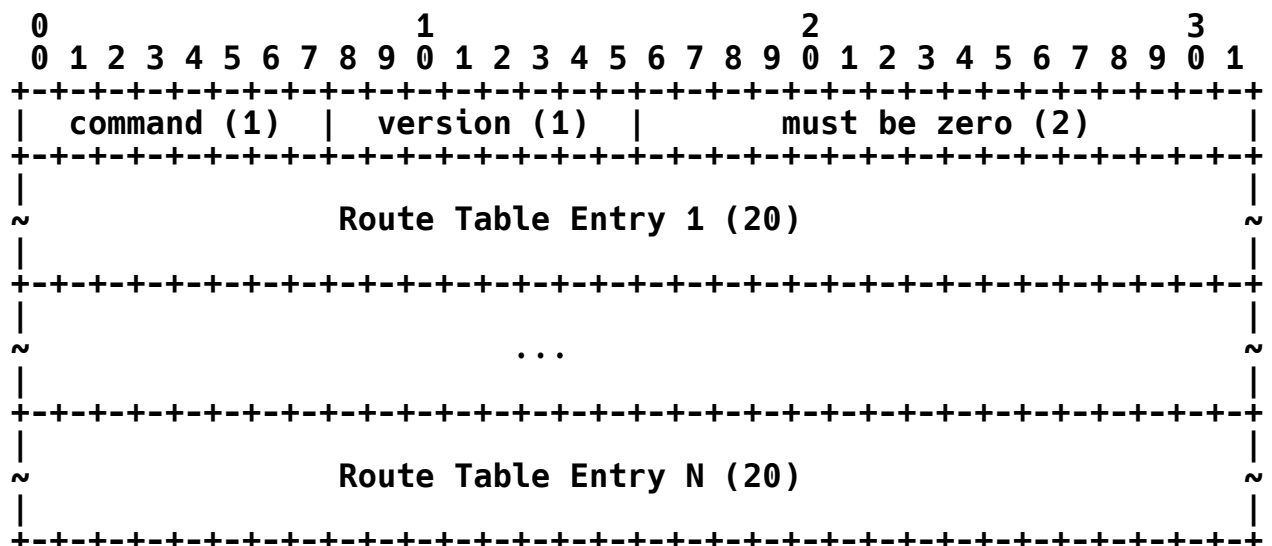 0                   1                   2                   3
 0 1 2 3 4 5 6 7 8 9 0 1 2 3 4 5 6 7 8 9 0 1 2 3 4 5 6 7 8 9 0 1
+-+-+-+-+-+-+-+-+-+-+-+-+-+-+-+-+-+-+-+-+-+-+-+-+-+-+-+-+-+-+-+-+
|  command (1)  |  version (1)  |       must be zero (2)        |
+-+-+-+-+-+-+-+-+-+-+-+-+-+-+-+-+-+-+-+-+-+-+-+-+-+-+-+-+-+-+-+-+
|                                                               |
~                Route Table Entry 1 (20)                       ~
|                                                               |
+-+-+-+-+-+-+-+-+-+-+-+-+-+-+-+-+-+-+-+-+-+-+-+-+-+-+-+-+-+-+-+-+
|                                                               |
~                         ...                                   ~
|                                                               |
+-+-+-+-+-+-+-+-+-+-+-+-+-+-+-+-+-+-+-+-+-+-+-+-+-+-+-+-+-+-+-+-+
|                                                               |
~                Route Table Entry N (20)                       ~
|                                                               |
+-+-+-+-+-+-+-+-+-+-+-+-+-+-+-+-+-+-+-+-+-+-+-+-+-+-+-+-+-+-+-+-+